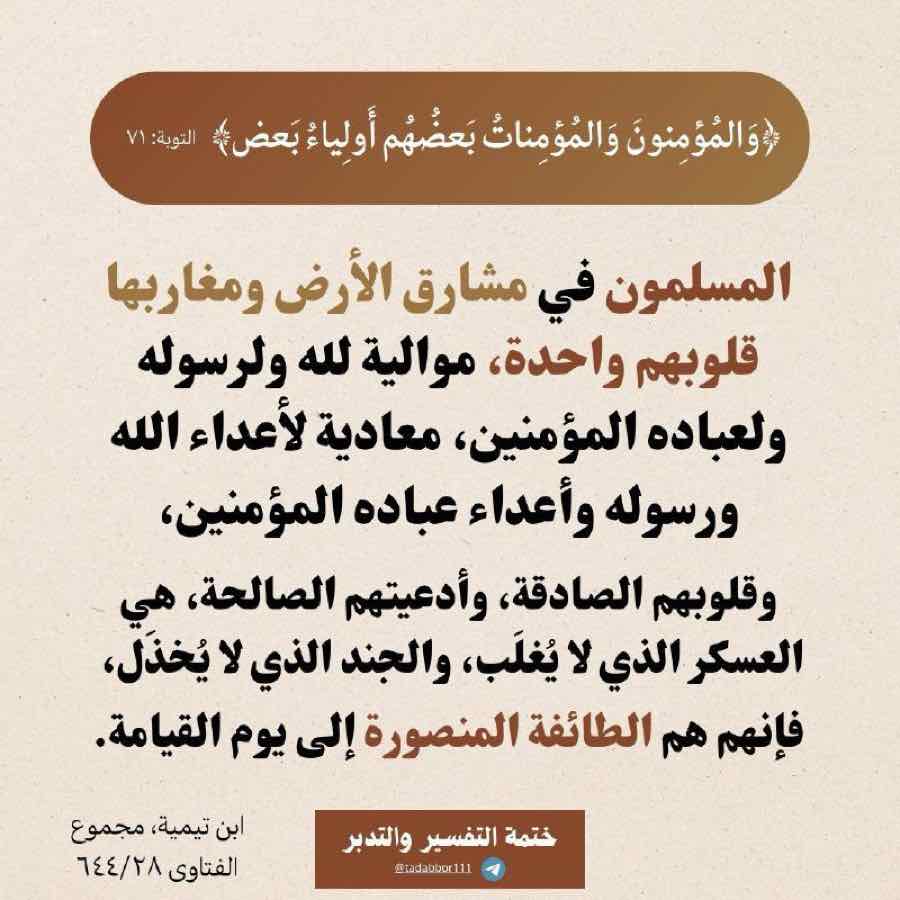 ﴿وَالمُؤمِنونَ وَالمُؤمِناتُ بَعضُهُم أَولِياءُ بَعض﴾ التوبة: ٧١
المسلمون في مشارق الأرض ومغاربها
قلوبهم واحدة، موالية لله ولرسوله
ولعباده المؤمنين، معادية لأعداء الله
ورسوله وأعداء عباده المؤمنين،
وقلوبهم الصادقة، وأدعيتهم الصالحة، هي
العسكر الذي لا يُغلَب، والجند الذي لا يُخذَل،
فإنهم هم الطائفة المنصورة إلى يوم القيامة.
ختمة التفسير والتدبر
@tadabbor111
ابن تيمية، مجموع
الفتاوى ٦٤٤/٢٨